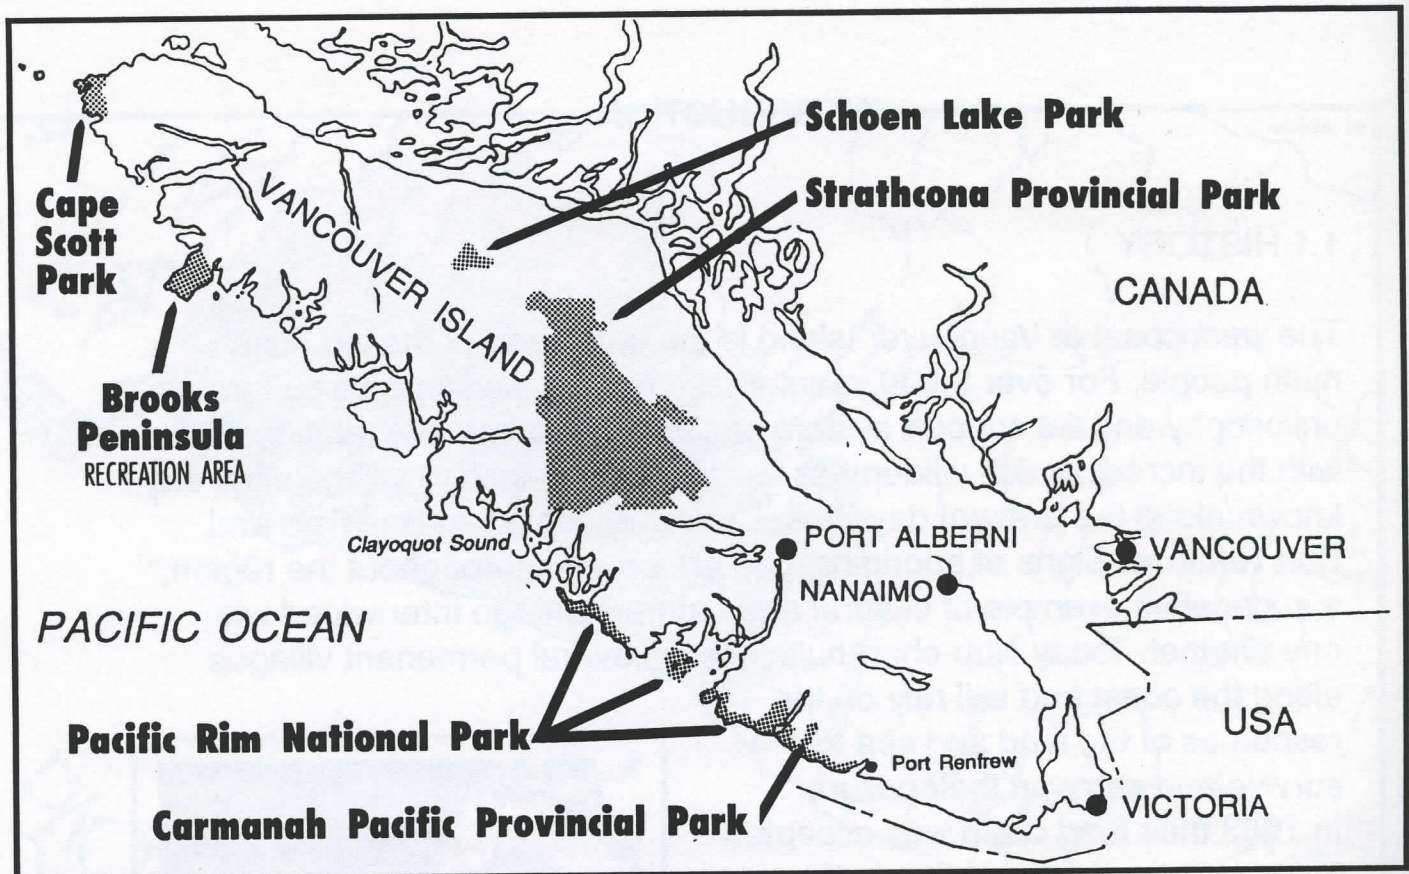 Schoen Lake Park
Strathcona Provincial Park
Cape
Scott
Park
VANCOUVER ISLAND
CANADA
Brooks
Peninsula
RECREATION AREA
Clayoquot Sound
PORT ALBERNI
VANCOUVER
NANAIMO
PACIFIC OCEAN
USA
Pacific Rim National Park
Port Renfrew
Carmanah Pacific Provincial Park
VICTORIA